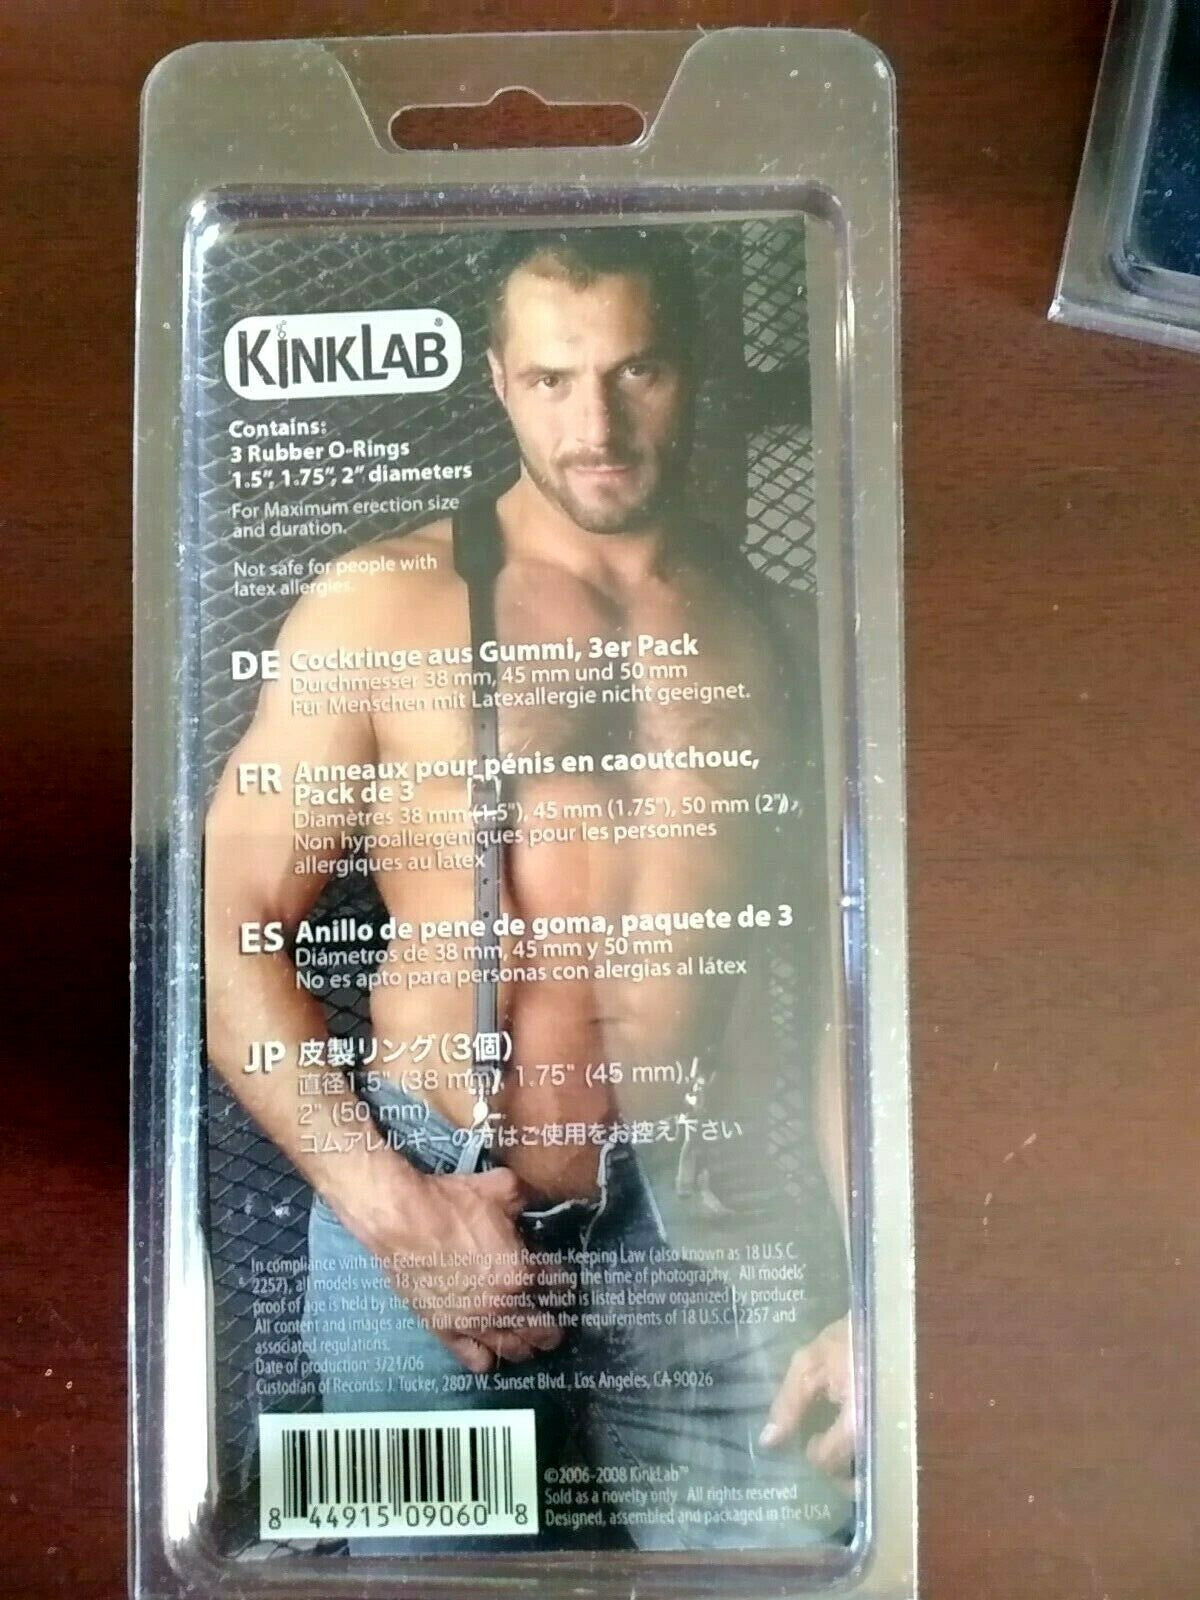 KINKLAB®
Contains:
3 Rubber O-Rings
1.5", 1.75", 2" diameters
For Maximum erection size
and duration.
Not safe for people with
latex allergies.
DE Cockringe aus Gummi, 3er Pack
Durchmesser 38 mm, 45 mm und 50 mm
Für Menschen mit Latexallergie nicht geeignet.
FR Anneaux pour pénis en caoutchouc,
Pack de 3
Diamètres 38 mm (1.5"), 45 mm (1.75"), 50 mm (2"),
Non hypoallergéniques pour les personnes
allergiques au latex
ES Anillo de pene de goma, paquete de 3
Diámetros de 38 mm, 45 mm y 50 mm
No es apto para personas con alergias al látex
JP 皮製リング(3個)
直径1.5" (38 mm), 1.75" (45 mm),
2" (50 mm)
ゴムアレルギーの方はご使用をお控え下さい
In compliance with the Federal Labeling and Record-Keeping Law (also known as 18 U.S.C.
2257), all models were 18 years of age or older during the time of photography. All models'
proof of age is held by the custodian of records, which is listed below organized by producer.
All content and images are in full compliance with the requirements of 18 U.S.C. 2257 and
associated regulations.
Date of production: 3/21/06
Custodian of Records: J. Tucker, 2807 W. Sunset Blvd., Los Angeles, CA 90026
8 44915 09060 8
©2006-2008 KinkLab™
Sold as a novelty only. All rights reserved
Designed, assembled and packaged in the USA